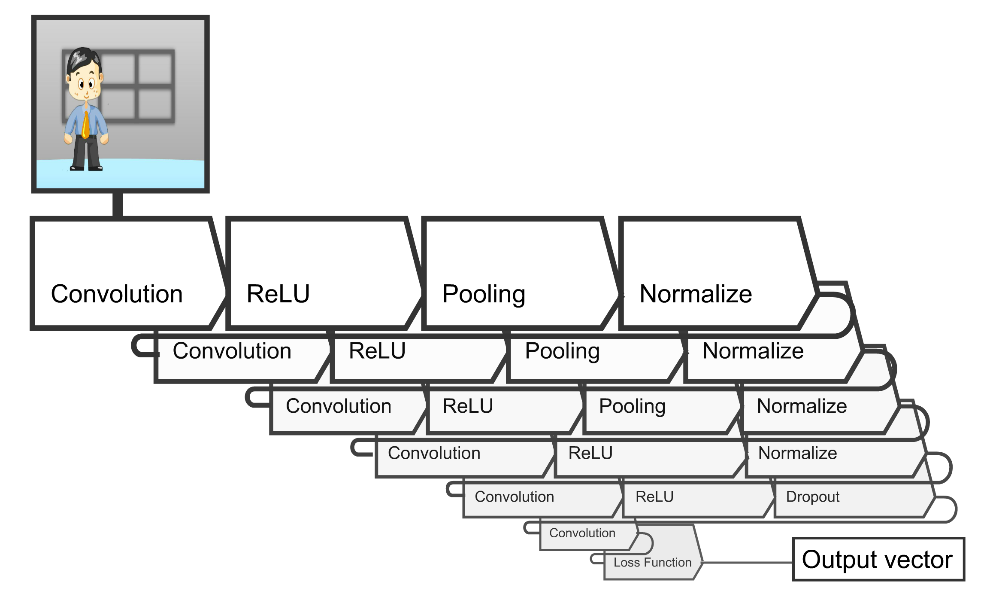 Convolution ReLU Pooling Normalize
Convolution ReLU Pooling Normalize
Convolution ReLU Pooling Normalize
Convolution ReLU Normalize
Convolution ReLU Dropout
Convolution
Loss Function
Output vector